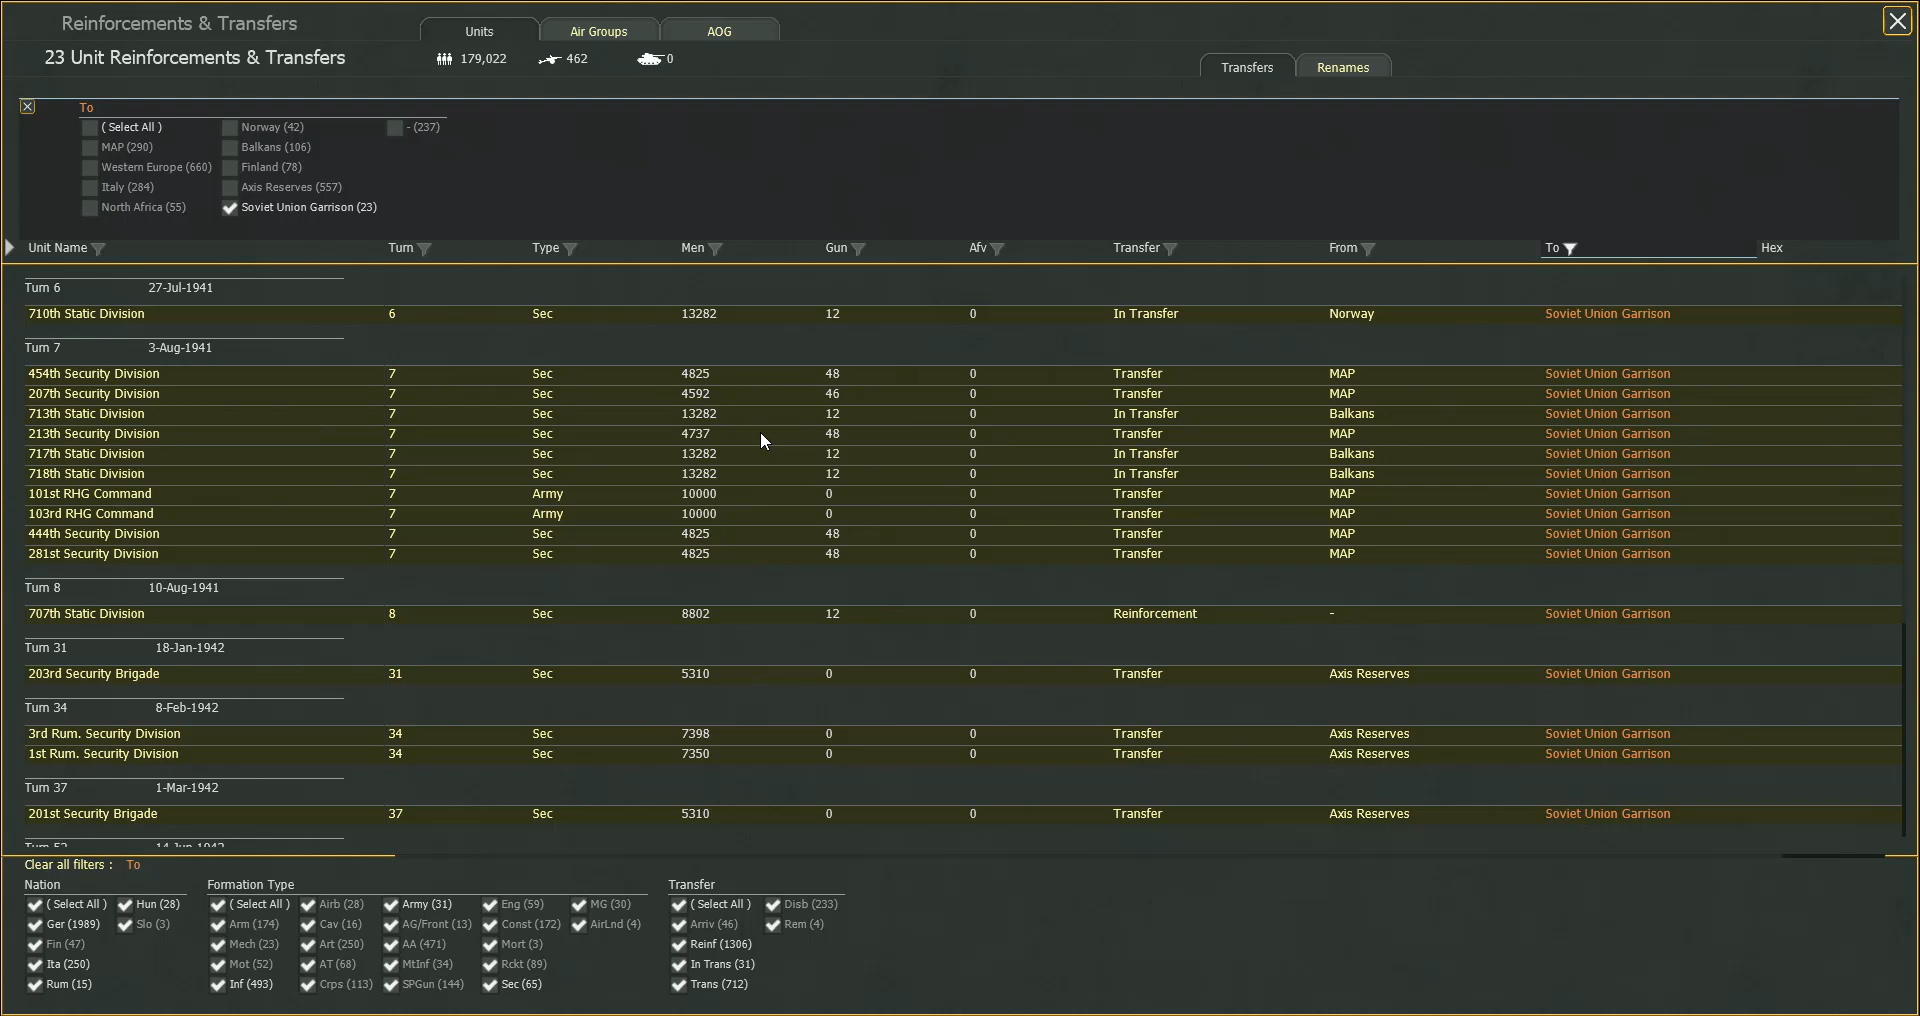 Reinforcements & Transfers
Units Air Groups AOG
23 Unit Reinforcements & Transfers 179,022 462 0
Transfers Renames
To
( Select All ) Norway (42) - (237)
MAP (290) Balkans (106)
Western Europe (660) Finland (78)
Italy (284) Axis Reserves (557)
North Africa (55) Soviet Union Garrison (23)
Unit Name Turn Type Men Gun Afv Transfer From To Hex
Turn 6 27-Jul-1941
710th Static Division 6 Sec 13282 12 0 In Transfer Norway Soviet Union Garrison
Turn 7 3-Aug-1941
454th Security Division 7 Sec 4825 48 0 Transfer MAP Soviet Union Garrison
207th Security Division 7 Sec 4592 46 0 Transfer MAP Soviet Union Garrison
713th Static Division 7 Sec 13282 12 0 In Transfer Balkans Soviet Union Garrison
213th Security Division 7 Sec 4737 48 0 Transfer MAP Soviet Union Garrison
717th Static Division 7 Sec 13282 12 0 In Transfer Balkans Soviet Union Garrison
718th Static Division 7 Sec 13282 12 0 In Transfer Balkans Soviet Union Garrison
101st RHG Command 7 Army 10000 0 0 Transfer MAP Soviet Union Garrison
103rd RHG Command 7 Army 10000 0 0 Transfer MAP Soviet Union Garrison
444th Security Division 7 Sec 4825 48 0 Transfer MAP Soviet Union Garrison
281st Security Division 7 Sec 4825 48 0 Transfer MAP Soviet Union Garrison
Turn 8 10-Aug-1941
707th Static Division 8 Sec 8802 12 0 Reinforcement - Soviet Union Garrison
Turn 31 18-Jan-1942
203rd Security Brigade 31 Sec 5310 0 0 Transfer Axis Reserves Soviet Union Garrison
Turn 34 8-Feb-1942
3rd Rum. Security Division 34 Sec 7398 0 0 Transfer Axis Reserves Soviet Union Garrison
1st Rum. Security Division 34 Sec 7350 0 0 Transfer Axis Reserves Soviet Union Garrison
Turn 37 1-Mar-1942
201st Security Brigade 37 Sec 5310 0 0 Transfer Axis Reserves Soviet Union Garrison
Turn 52 14-Jun-1942
Clear all filters : To
Nation Formation Type Transfer
( Select All ) Hun (28) ( Select All ) Airb (28) Army (31) Eng (59) MG (30) ( Select All ) Disb (233)
Ger (1989) Slo (3) Arm (174) Cav (16) AG/Front (13) Const (172) AirLnd (4) Arriv (46) Rem (4)
Fin (47) Mech (23) Art (250) AA (471) Mort (3) Reinf (1306)
Ita (250) Mot (52) AT (68) MtInf (34) Rckt (89) In Trans (31)
Rum (15) Inf (493) Crps (113) SPGun (144) Sec (65) Trans (712)